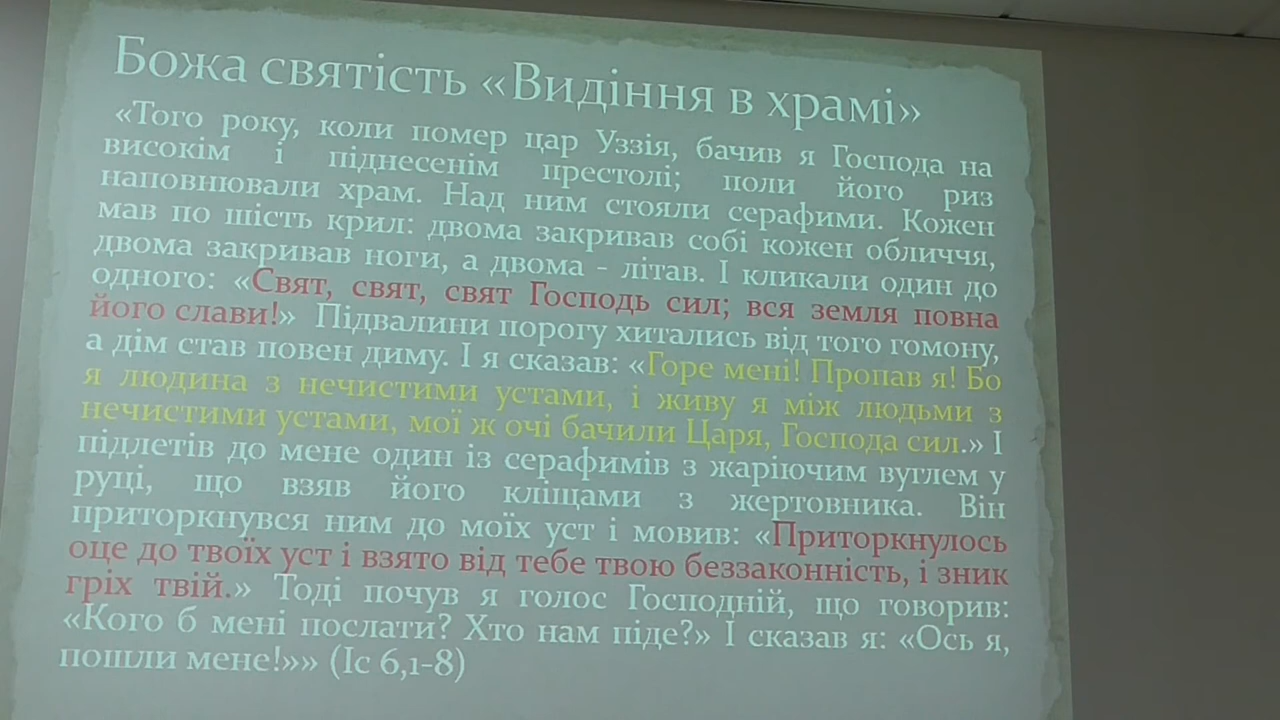 Божа святість «Видіння в храмі»
«Того року, коли помер цар Уззія, бачив я Господа на
високім і піднесенім престолі; поли його риз
наповнювали храм. Над ним стояли серафими. Кожен
мав по шість крил: двома закривав собі кожен обличчя,
двома закривав ноги, а двома - літав. І кликали один до
одного: «Свят, свят, свят Господь сил; вся земля повна
його слави!» Підвалини порогу хитались від того гомону,
а дім став повен диму. І я сказав: «Горе мені! Пропав я! Бо
я людина з нечистими устами, і живу я між людьми з
нечистими устами, мої ж очі бачили Царя, Господа сил.» І
підлетів до мене один із серафимів з жаріючим вуглем у
руці, що взяв його кліщами з жертовника. Він
приторкнувся ним до моїх уст і мовив: «Приторкнулось
оце до твоїх уст і взято від тебе твою беззаконність, і зник
гріх твій.» Тоді почув я голос Господній, що говорив:
«Кого б мені послати? Хто нам піде?» І сказав я: «Ось я,
пошли мене!»» (Іс 6,1-8)